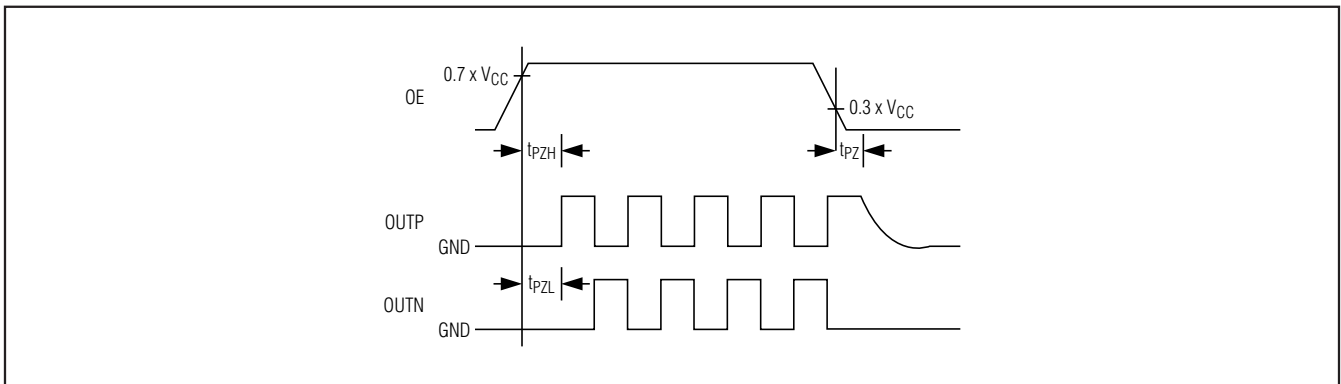 0.7 x VCC
OE
0.3 x VCC
tPZH
tPZ
OUTP
GND
tPZL
OUTN
GND